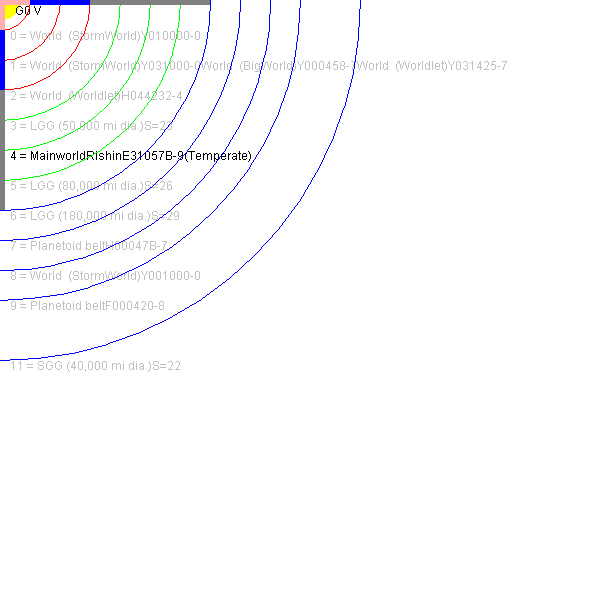 G0 V
0 = World (StormWorld)Y010000-0
1 = World (StormWorld)Y031000-0World (BigWorld)Y000458-1World (Worldlet)Y031425-7
2 = World (Worldlet)H044232-4
3 = LGG (50,900 mi dia.)S=23
4 = MainworldRishinE31057B-9(Temperate)
5 = LGG (80,000 mi dia.)S=26
6 = LGG (180,000 mi dia.)S=29
7 = Planetoid beltH00047B-7
8 = World (StormWorld)Y001000-0
9 = Planetoid beltF000420-8
11 = SGG (40,000 mi dia.)S=22